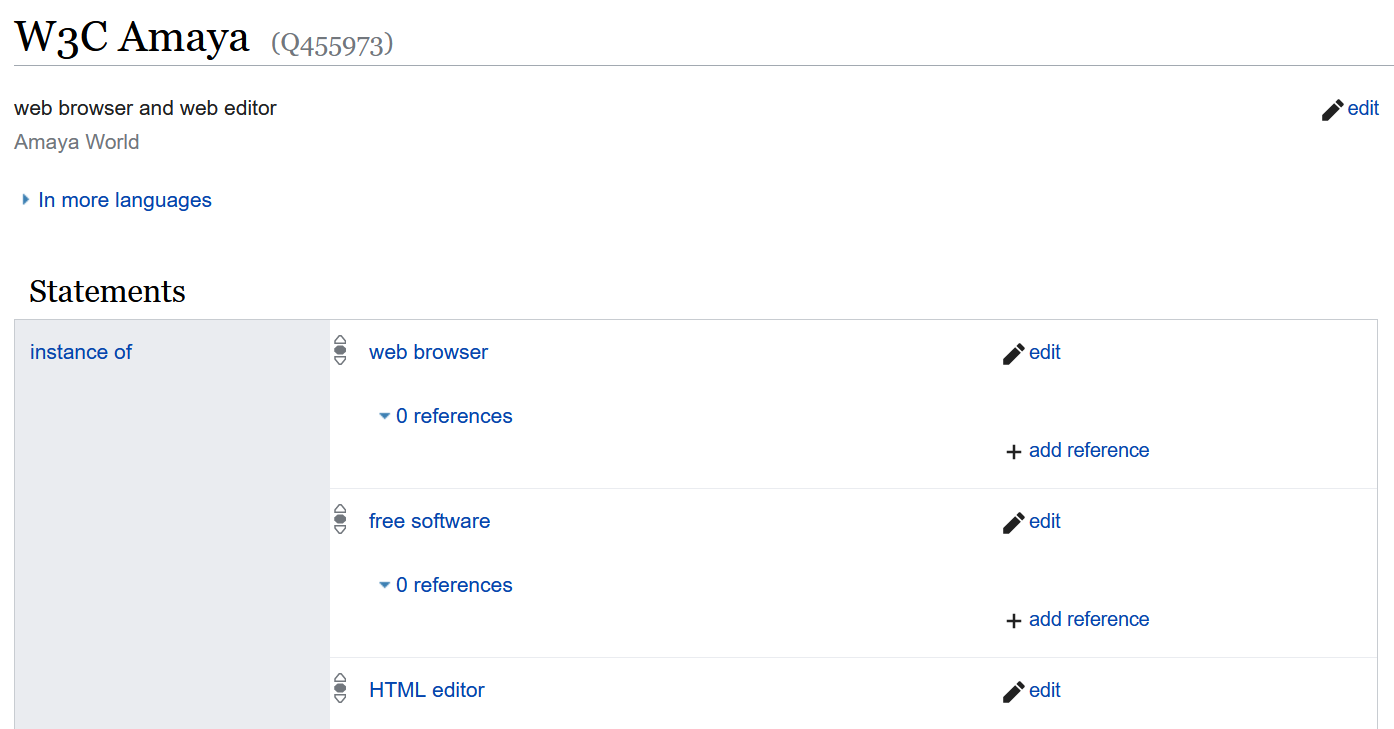 W3C Amaya (Q455973)
web browser and web editor
edit
Amaya World
In more languages
Statements
instance of
web browser
edit
0 references
add reference
free software
edit
0 references
add reference
HTML editor
edit